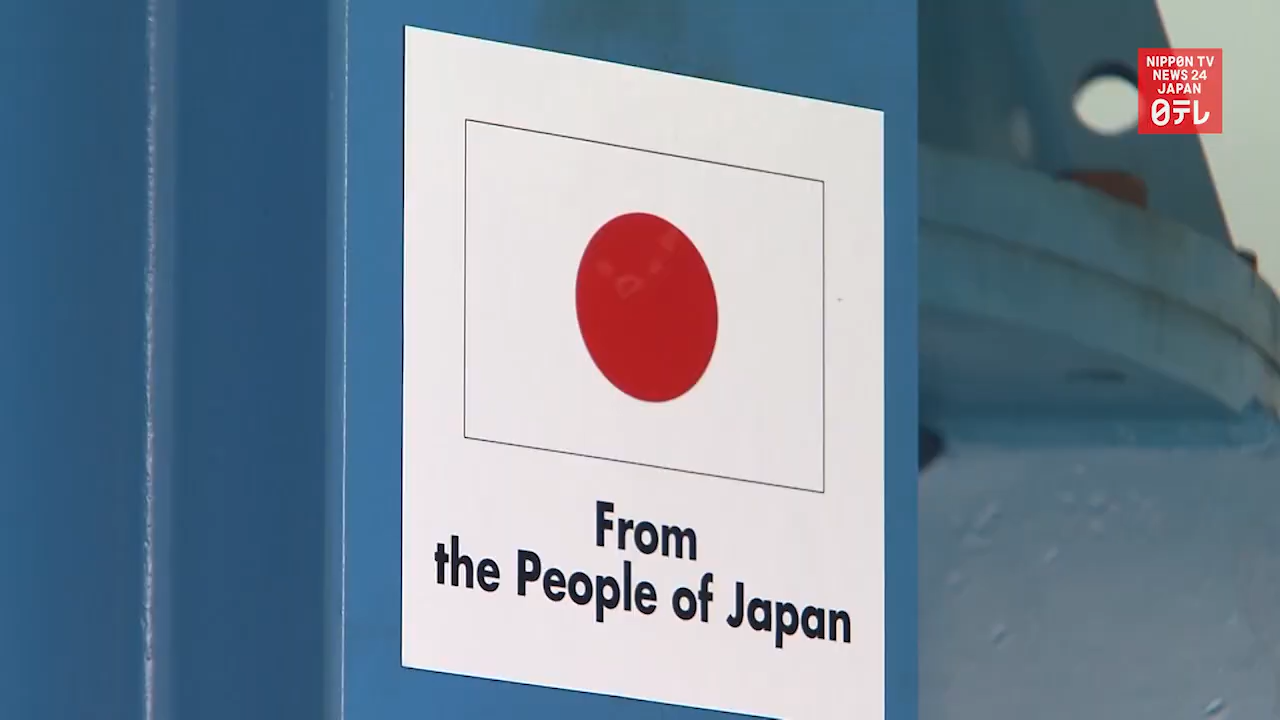 NIPPON TV
NEWS 24
JAPAN
日テレ
From
the People of Japan